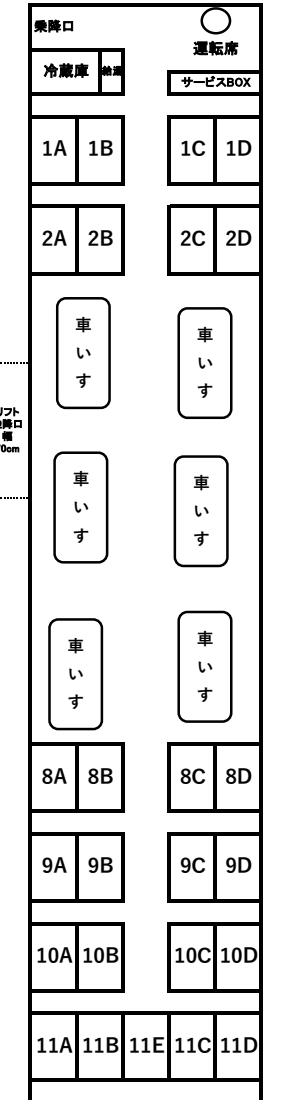 乗降口
運転席
冷蔵庫
サービスBOX
1A 1B 1C 1D
2A 2B 2C 2D
車いす
車いす
車いす
車いす
車いす
車いす
幅
8A 8B 8C 8D
9A 9B 9C 9D
10A 10B 10C 10D
11A 11B 11E 11C 11D